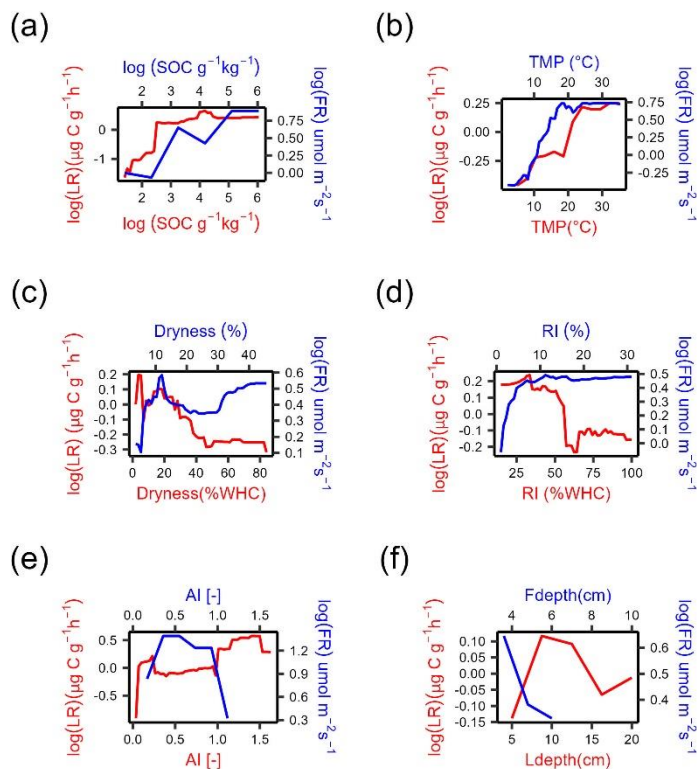 (a)
(b)
log (SOC g⁻¹kg⁻¹)
TMP (°C)
2 3 4 5 6
10 20 30
log(LR)(µg C g⁻¹h⁻¹)
0
-1
0.75
0.50
0.25
0.00
log(FR) umol m⁻²s⁻¹
log(LR)(µg C g⁻¹h⁻¹)
0.25
0.00
-0.25
0.75
0.50
0.25
0.00
-0.25
log(FR) umol m⁻²s⁻¹
2 3 4 5 6
10 20 30
log (SOC g⁻¹kg⁻¹)
TMP(°C)
(c)
(d)
Dryness (%)
RI (%)
10 20 30 40
0 10 20 30
log(LR) (µg C g⁻¹h⁻¹)
0.2
0.1
0.0
-0.1
-0.2
-0.3
0.6
0.5
0.4
0.3
0.2
0.1
log(FR) umol m⁻²s⁻¹
log(LR) (µg C g⁻¹h⁻¹)
0.2
0.1
0.0
-0.1
-0.2
0.5
0.4
0.3
0.2
0.1
0.0
log(FR) umol m⁻²s⁻¹
0 20 40 60 80
25 50 75 100
Dryness(%WHC)
RI (%WHC)
(e)
(f)
AI [-]
Fdepth(cm)
0.0 0.5 1.0 1.5
4 6 8 10
log(LR)(µg C g⁻¹h⁻¹)
0.5
0.0
-0.5
1.2
0.9
0.6
0.3
log(FR) umol m⁻²s⁻¹
log(LR)(µg C g⁻¹h⁻¹)
0.10
0.05
0.00
-0.05
-0.10
-0.15
0.6
0.5
0.4
log(FR) umol m⁻²s⁻¹
0.0 0.5 1.0 1.5
5 10 15 20
AI [-]
Ldepth(cm)